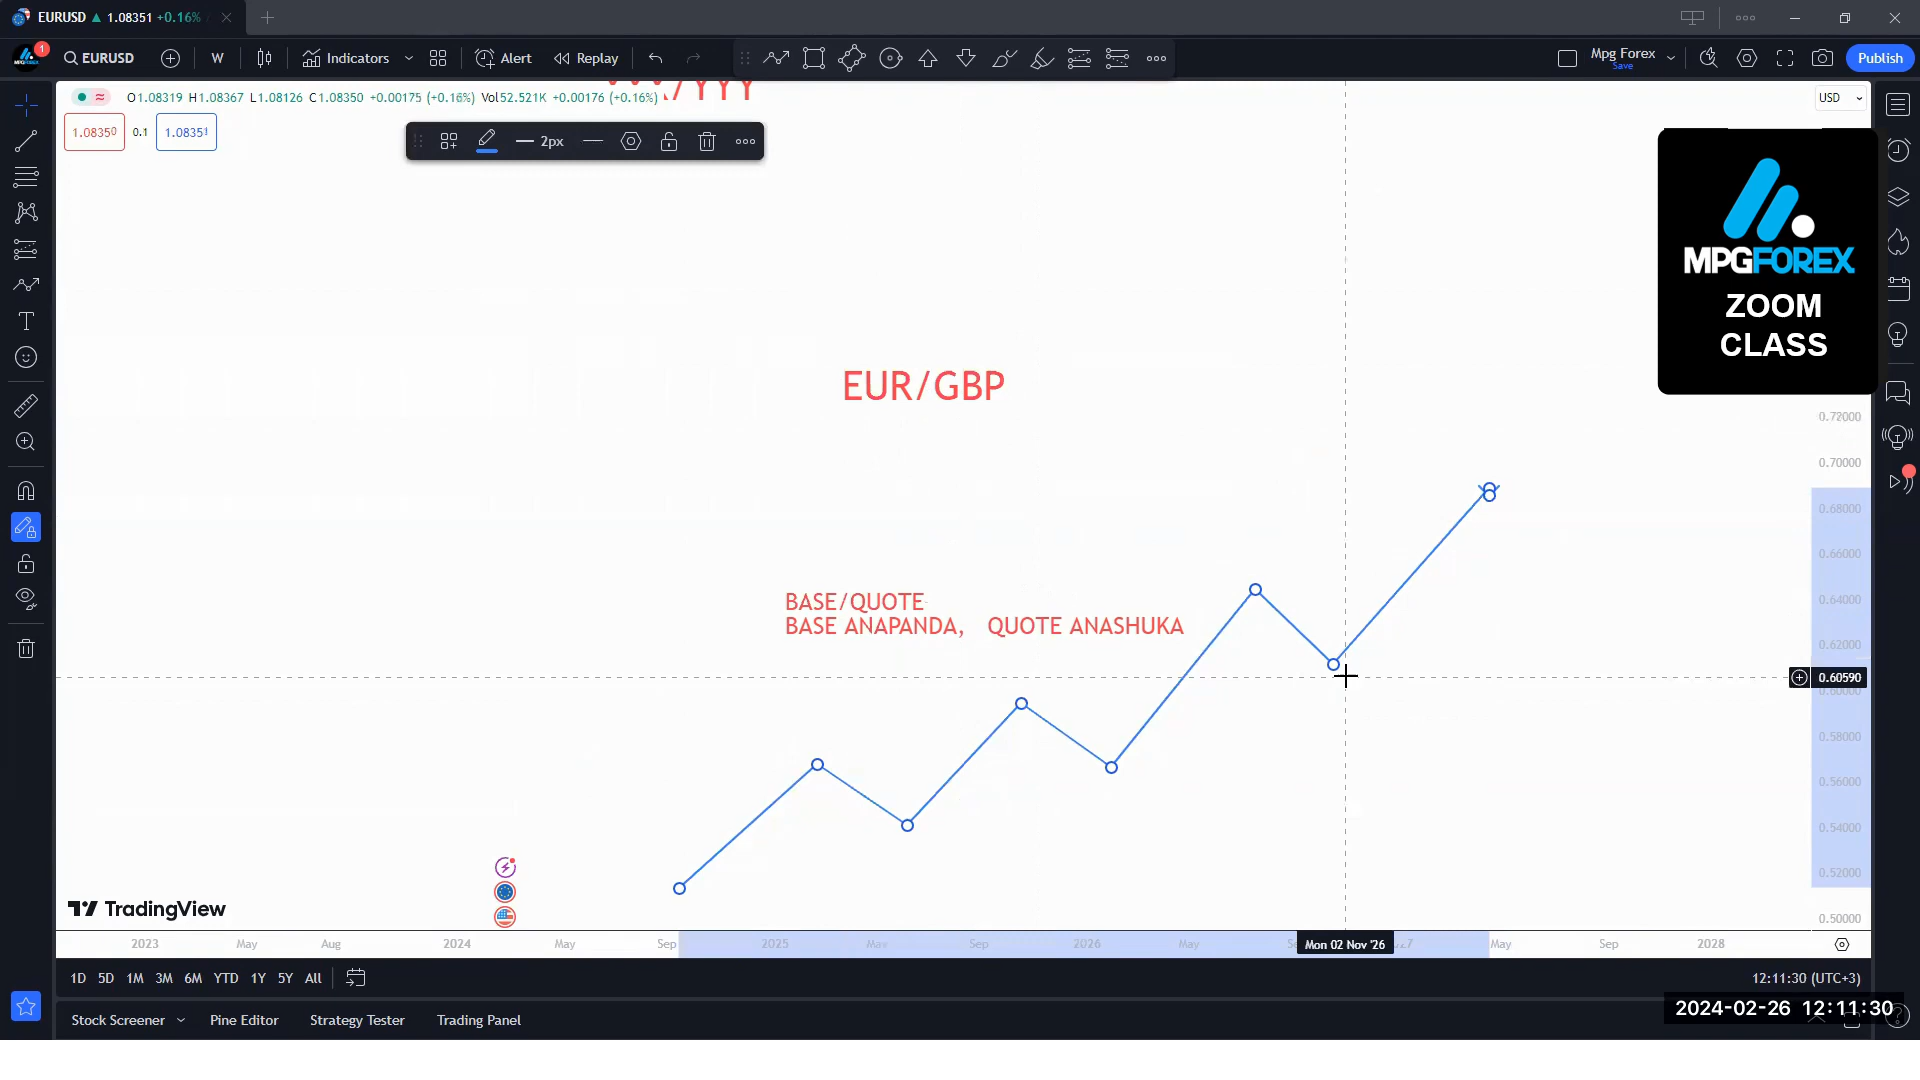 EURUSD ▲ 1.08351 +0.16%
1
EURUSD
W
Indicators
Alert
Replay
Mpg Forex
Save
Publish
O1.08319 H1.08367 L1.08126 C1.08350 +0.00175 (+0.16%) Vol52.521K +0.00176 (+0.16%)
USD
1.08350
0.1
1.08351
2px
MPGFOREX
ZOOM
CLASS
EUR/GBP
BASE/QUOTE
BASE ANAPANDA, QUOTE ANASHUKA
0.72000
0.70000
0.68000
0.66000
0.64000
0.62000
0.60590
0.60000
0.58000
0.56000
0.54000
0.52000
0.50000
TradingView
2023 May Aug 2024 May Sep 2025 May Sep 2026 May Mon 02 Nov '26 May Sep 2028
1D 5D 1M 3M 6M YTD 1Y 5Y All
12:11:30 (UTC+3)
2024-02-26 12:11:30
Stock Screener Pine Editor Strategy Tester Trading Panel